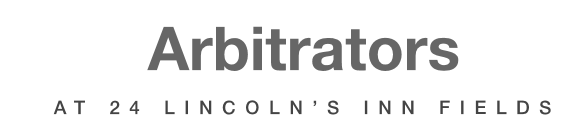 Arbitrators
AT 24 LINCOLN’S INN FIELDS